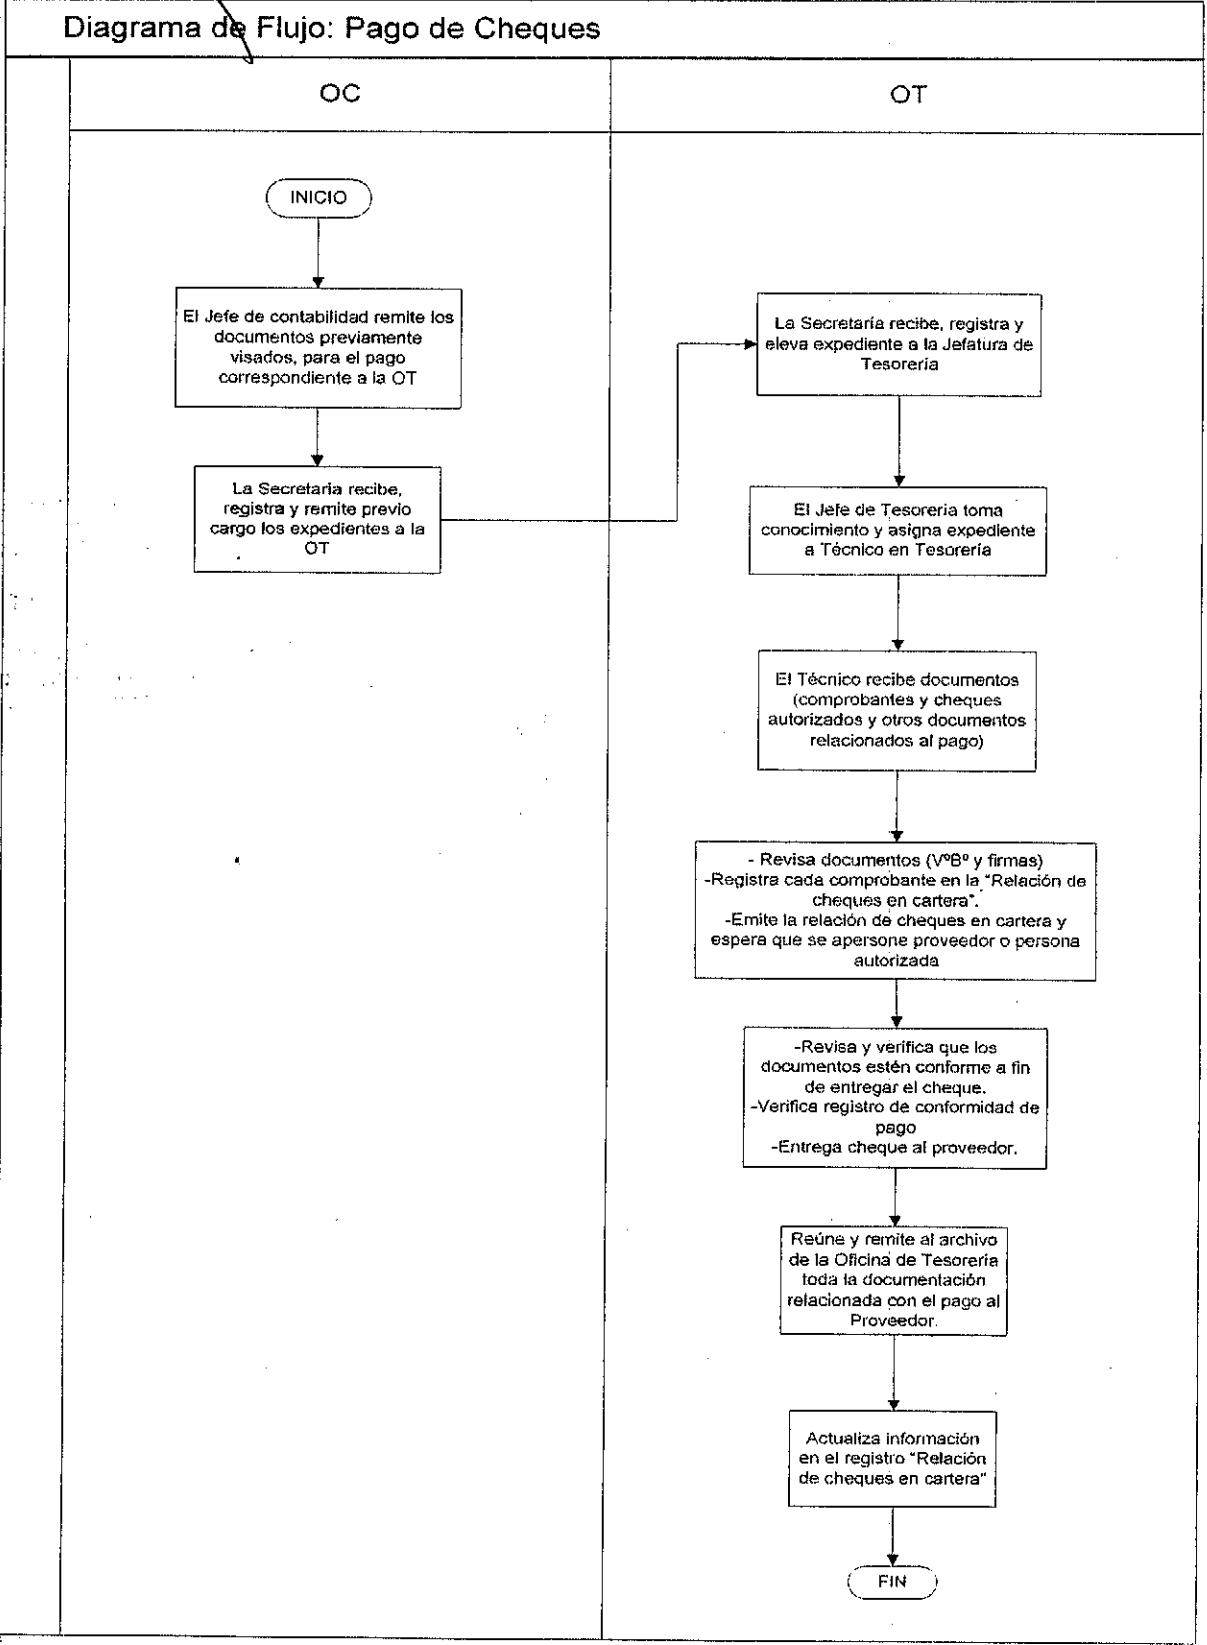 Diagrama de Flujo: Pago de Cheques
OC
OT
INICIO
El Jefe de contabilidad remite los
documentos previamente
visados, para el pago
correspondiente a la OT
La Secretaria recibe,
registra y remite previo
cargo los expedientes a la
OT
La Secretaría recibe, registra y
eleva expediente a la Jefatura de
Tesorería
El Jefe de Tesorería toma
conocimiento y asigna expediente
a Técnico en Tesorería
El Técnico recibe documentos
(comprobantes y cheques
autorizados y otros documentos
relacionados al pago)
- Revisa documentos (VºBº y firmas)
-Registra cada comprobante en la "Relación de
cheques en cartera".
-Emite la relación de cheques en cartera y
espera que se apersone proveedor o persona
autorizada
-Revisa y verifica que los
documentos estén conforme a fin
de entregar el cheque.
-Verifica registro de conformidad de
pago
-Entrega cheque al proveedor.
Reúne y remite al archivo
de la Oficina de Tesorería
toda la documentación
relacionada con el pago al
Proveedor.
Actualiza información
en el registro "Relación
de cheques en cartera"
FIN